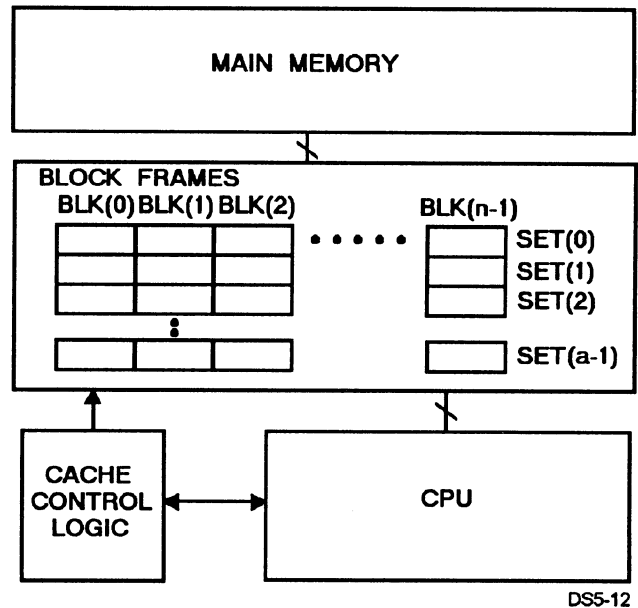 MAIN MEMORY
BLOCK FRAMES
BLK(0) BLK(1) BLK(2) BLK(n-1)
SET(0)
SET(1)
SET(2)
SET(a-1)
CACHE
CONTROL
LOGIC
CPU
DS5-12